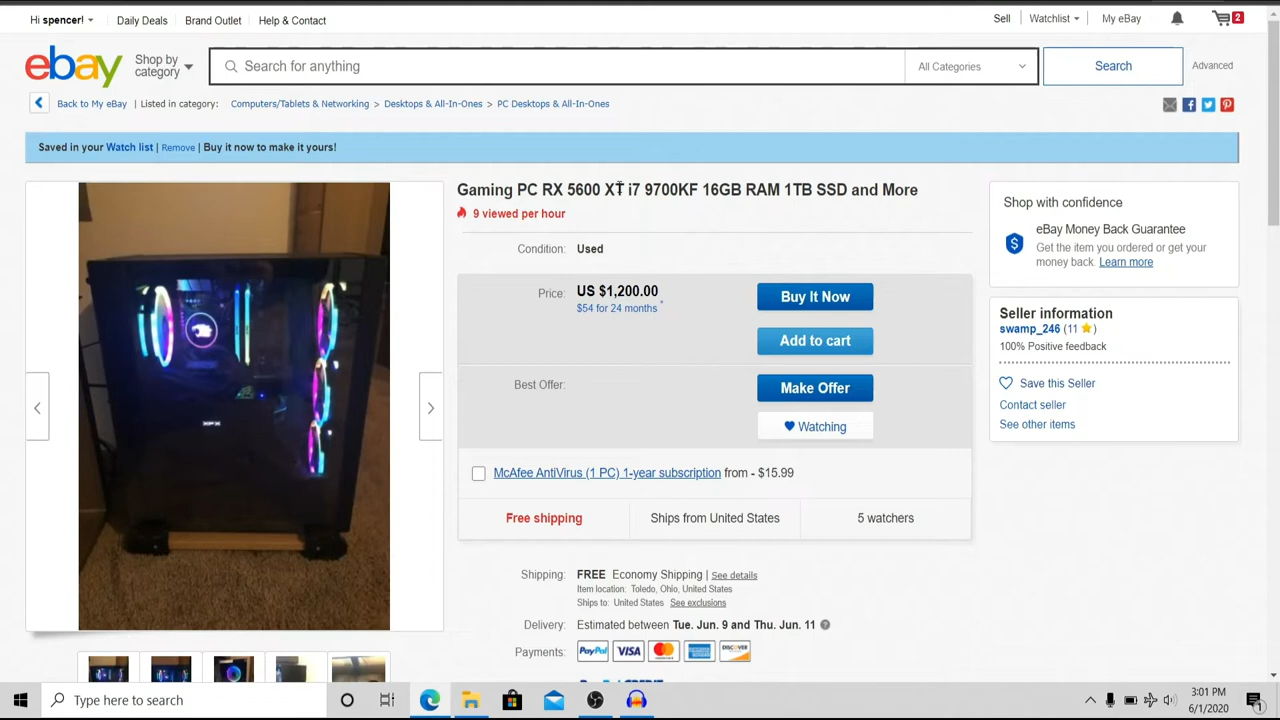 Hi spencer!
Daily Deals
Brand Outlet
Help & Contact
Sell
Watchlist
My eBay
2
ebay
Shop by
category
Search for anything
All Categories
Search
Advanced
Back to My eBay | Listed in category: Computers/Tablets & Networking > Desktops & All-In-Ones > PC Desktops & All-In-Ones
Saved in your Watch list | Remove | Buy it now to make it yours!
Gaming PC RX 5600 XT i7 9700KF 16GB RAM 1TB SSD and More
9 viewed per hour
Condition: Used
Price: US $1,200.00
$54 for 24 months *
Buy It Now
Add to cart
Best Offer:
Make Offer
Watching
McAfee AntiVirus (1 PC) 1-year subscription from - $15.99
Free shipping
Ships from United States
5 watchers
Shipping: FREE Economy Shipping | See details
Item location: Toledo, Ohio, United States
Ships to: United States See exclusions
Delivery: Estimated between Tue. Jun. 9 and Thu. Jun. 11 ?
Payments: PayPal VISA DISCOVER
Shop with confidence
eBay Money Back Guarantee
Get the item you ordered or get your
money back. Learn more
Seller information
swamp_246 (11 )
100% Positive feedback
Save this Seller
Contact seller
See other items
XFX
Type here to search
3:01 PM
6/1/2020
1